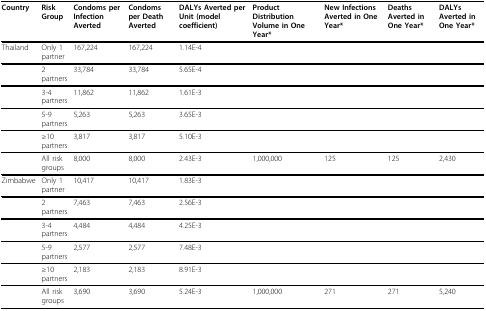 Country Risk Group Condoms per Infection Averted Condoms per Death Averted DALYs Averted per Unit (model coefficient) Product Distribution Volume in One Year* New Infections Averted in One Year* Deaths Averted in One Year* DALYs Averted in One Year*
Thailand Only 1 partner 167,224 167,224 1.14E-4
2 partners 33,784 33,784 5.65E-4
3-4 partners 11,862 11,862 1.61E-3
5-9 partners 5,263 5,263 3.65E-3
≥10 partners 3,817 3,817 5.10E-3
All risk groups 8,000 8,000 2.43E-3 1,000,000 125 125 2,430
Zimbabwe Only 1 partner 10,417 10,417 1.83E-3
2 partners 7,463 7,463 2.56E-3
3-4 partners 4,484 4,484 4.25E-3
5-9 partners 2,577 2,577 7.48E-3
≥10 partners 2,183 2,183 8.91E-3
All risk groups 3,690 3,690 5.24E-3 1,000,000 271 271 5,240